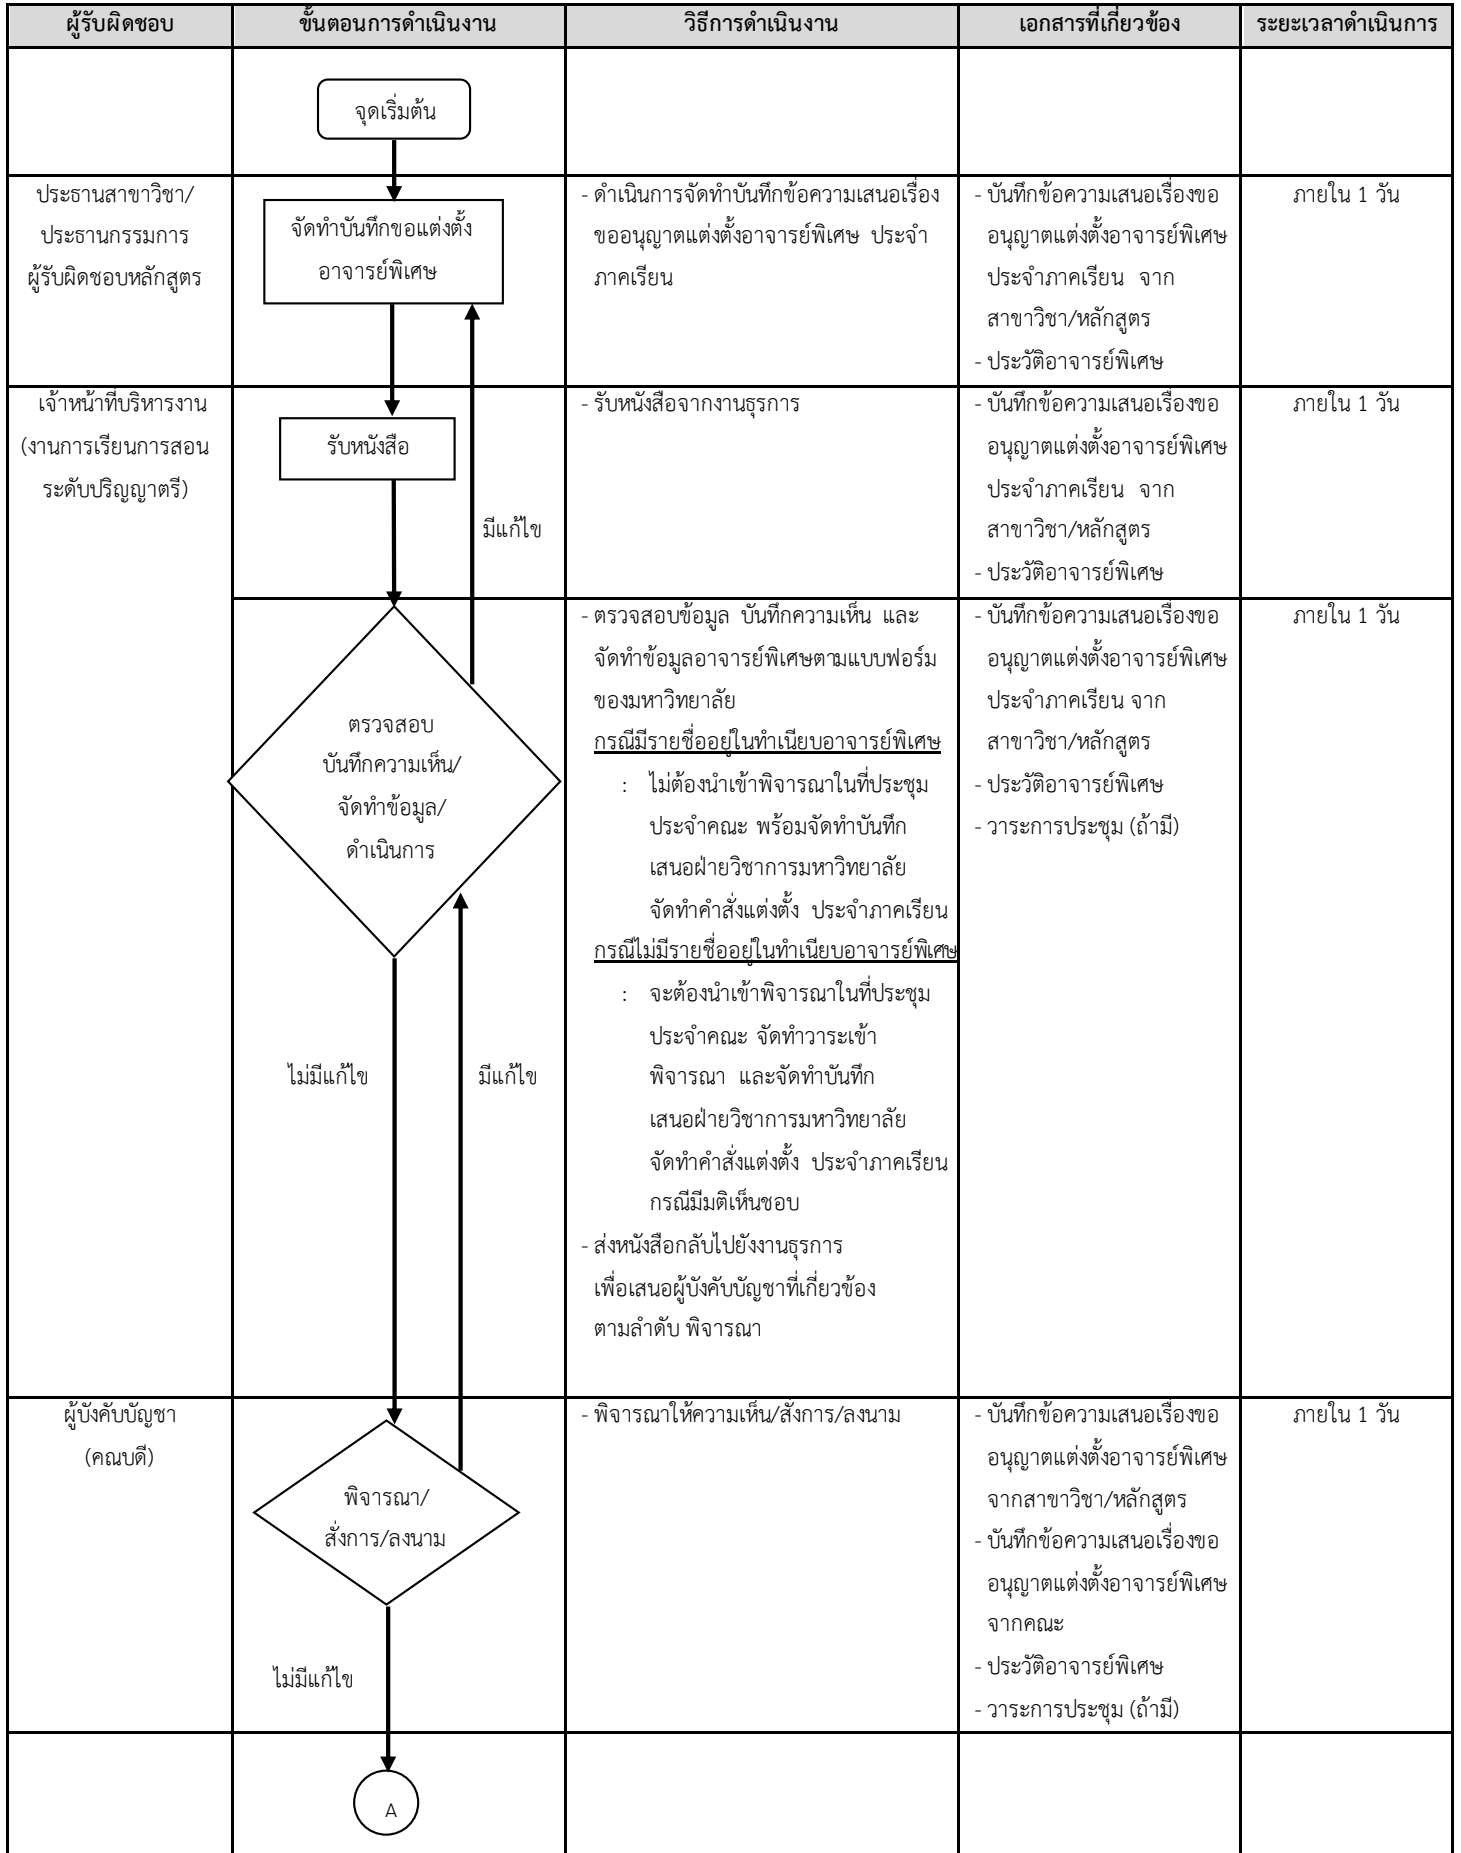 ผู้รับผิดชอบ
ขั้นตอนการดำเนินงาน
วิธีการดำเนินงาน
เอกสารที่เกี่ยวข้อง
ระยะเวลาดำเนินการ
จุดเริ่มต้น
ประธานสาขาวิชา/
ประธานกรรมการ
ผู้รับผิดชอบหลักสูตร
จัดทำบันทึกขอแต่งตั้ง
อาจารย์พิเศษ
- ดำเนินการจัดทำบันทึกข้อความเสนอเรื่อง
ขออนุญาตแต่งตั้งอาจารย์พิเศษ ประจำ
ภาคเรียน
- บันทึกข้อความเสนอเรื่องขอ
อนุญาตแต่งตั้งอาจารย์พิเศษ
ประจำภาคเรียน จาก
สาขาวิชา/หลักสูตร
- ประวัติอาจารย์พิเศษ
ภายใน 1 วัน
เจ้าหน้าที่บริหารงาน
(งานการเรียนการสอน
ระดับปริญญาตรี)
รับหนังสือ
มีแก้ไข
- รับหนังสือจากงานธุรการ
- บันทึกข้อความเสนอเรื่องขอ
อนุญาตแต่งตั้งอาจารย์พิเศษ
ประจำภาคเรียน จาก
สาขาวิชา/หลักสูตร
- ประวัติอาจารย์พิเศษ
ภายใน 1 วัน
ตรวจสอบ
บันทึกความเห็น/
จัดทำข้อมูล/
ดำเนินการ
ไม่มีแก้ไข
มีแก้ไข
- ตรวจสอบข้อมูล บันทึกความเห็น และ
จัดทำข้อมูลอาจารย์พิเศษตามแบบฟอร์ม
ของมหาวิทยาลัย
กรณีมีรายชื่ออยู่ในทำเนียบอาจารย์พิเศษ
: ไม่ต้องนำเข้าพิจารณาในที่ประชุม
ประจำคณะ พร้อมจัดทำบันทึก
เสนอฝ่ายวิชาการมหาวิทยาลัย
จัดทำคำสั่งแต่งตั้ง ประจำภาคเรียน
กรณีไม่มีรายชื่ออยู่ในทำเนียบอาจารย์พิเศษ
: จะต้องนำเข้าพิจารณาในที่ประชุม
ประจำคณะ จัดทำวาระเข้า
พิจารณา และจัดทำบันทึก
เสนอฝ่ายวิชาการมหาวิทยาลัย
จัดทำคำสั่งแต่งตั้ง ประจำภาคเรียน
กรณีมีมติเห็นชอบ
- ส่งหนังสือกลับไปยังงานธุรการ
เพื่อเสนอผู้บังคับบัญชาที่เกี่ยวข้อง
ตามลำดับ พิจารณา
- บันทึกข้อความเสนอเรื่องขอ
อนุญาตแต่งตั้งอาจารย์พิเศษ
ประจำภาคเรียน จาก
สาขาวิชา/หลักสูตร
- ประวัติอาจารย์พิเศษ
- วาระการประชุม (ถ้ามี)
ภายใน 1 วัน
ผู้บังคับบัญชา
(คณบดี)
พิจารณา/
สั่งการ/ลงนาม
ไม่มีแก้ไข
- พิจารณาให้ความเห็น/สั่งการ/ลงนาม
- บันทึกข้อความเสนอเรื่องขอ
อนุญาตแต่งตั้งอาจารย์พิเศษ
จากสาขาวิชา/หลักสูตร
- บันทึกข้อความเสนอเรื่องขอ
อนุญาตแต่งตั้งอาจารย์พิเศษ
จากคณะ
- ประวัติอาจารย์พิเศษ
- วาระการประชุม (ถ้ามี)
ภายใน 1 วัน
A